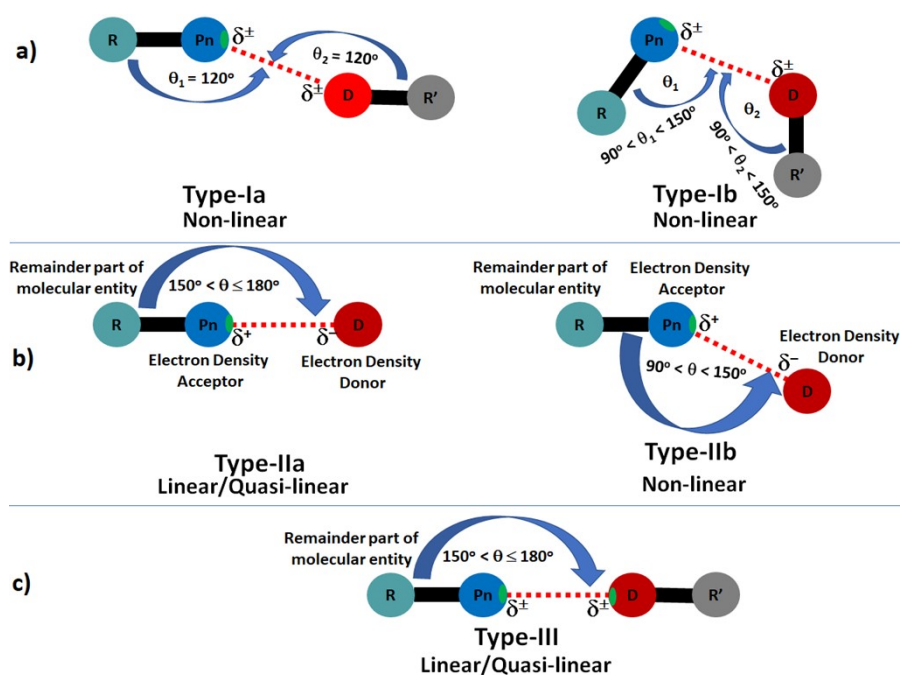 a)
R
Pn
δ±
θ₁ = 120°
θ₂ = 120°
δ±
D
R'
Type-Ia
Non-linear
Pn
δ±
R
θ₁
90° < θ₁ < 150°
δ±
D
θ₂
90° < θ₂ < 150°
R'
Type-Ib
Non-linear
b)
Remainder part of
molecular entity
150° < θ ≤ 180°
R
Pn
δ+
δ−
D
Electron Density
Acceptor
Electron Density
Donor
Type-IIa
Linear/Quasi-linear
Remainder part of
molecular entity
Electron Density
Acceptor
R
Pn
δ+
90° < θ < 150°
Electron Density
Donor
δ−
D
Type-IIb
Non-linear
c)
Remainder part of
molecular entity
150° < θ ≤ 180°
R
Pn
δ±
δ±
D
R'
Type-III
Linear/Quasi-linear